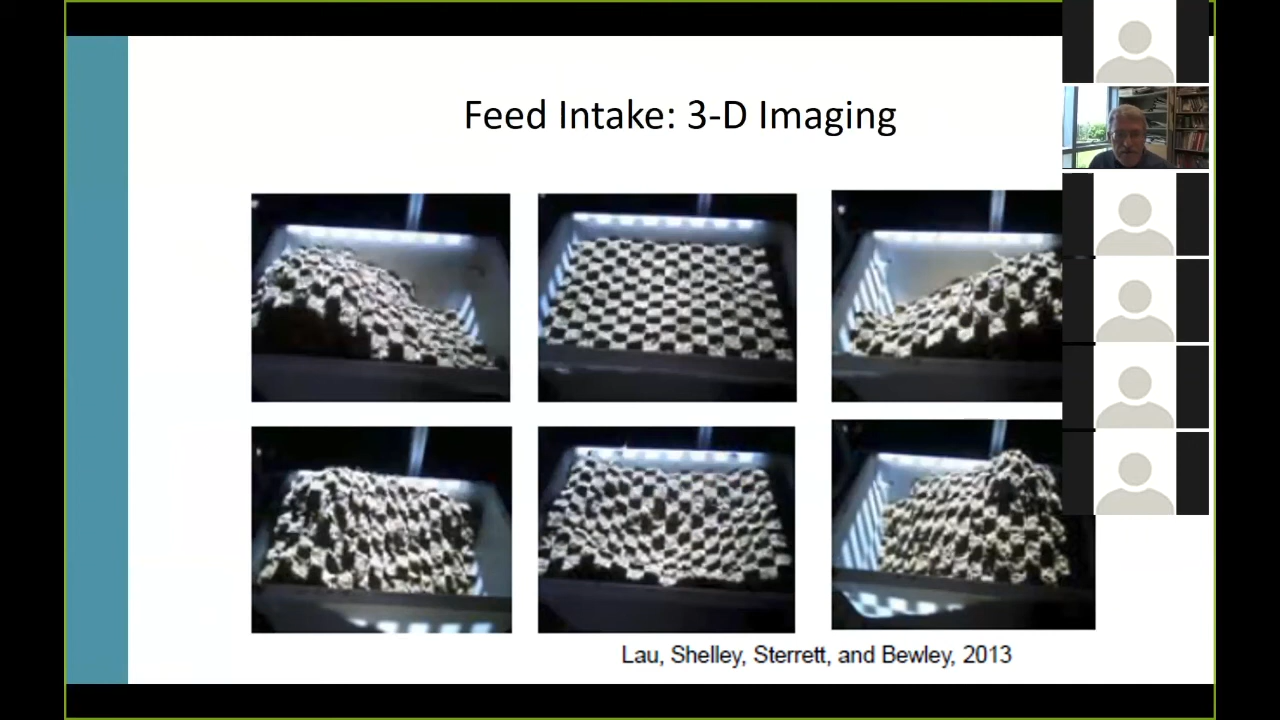 Feed Intake: 3-D Imaging
Lau, Shelley, Sterrett, and Bewley, 2013